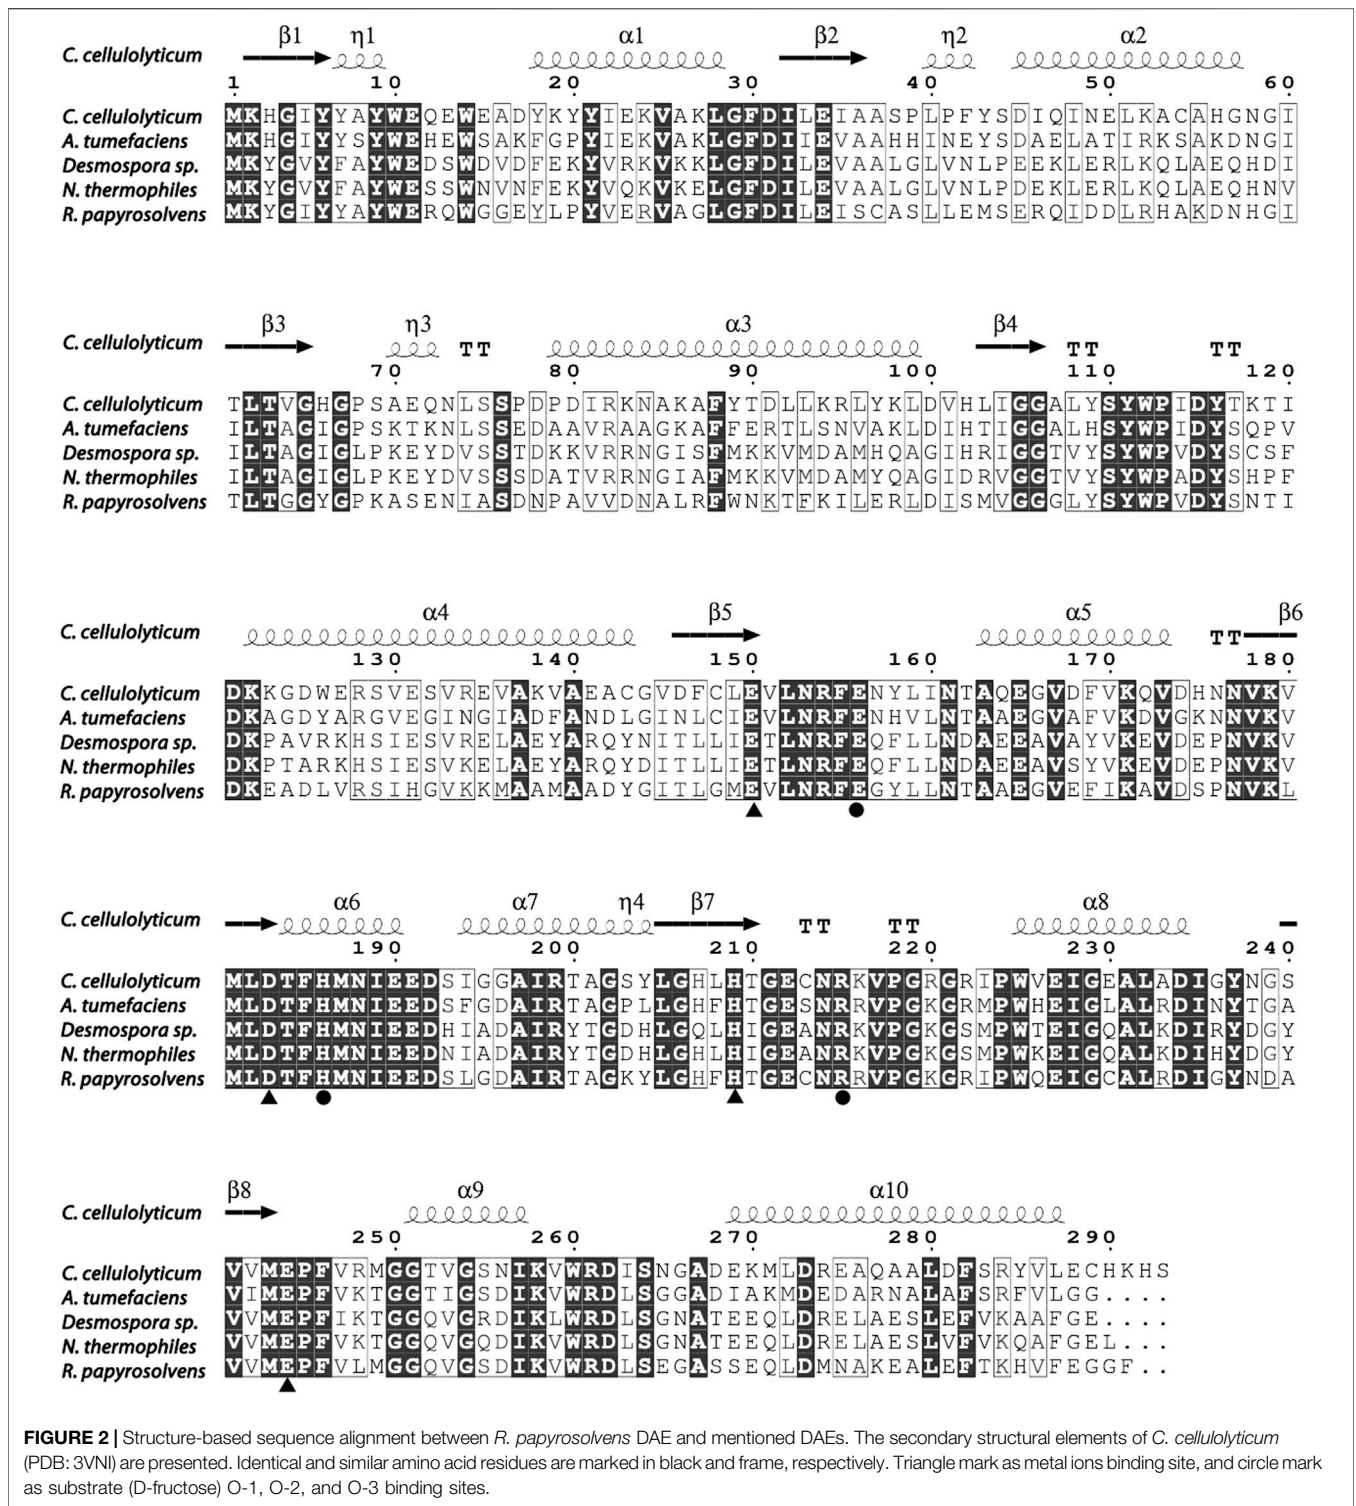 β1 η1 α1 β2 η2 α2
C. cellulolyticum
1 10 20 30 40 50 60
C. cellulolyticum MKHGIYYAYWEQEWEADYKYYIEKVAKLGFDILEIAASPLPFYSDIQINELKACAHGNGI
A. tumefaciens MKHGIYYSYWEHEWSAKFGPYIEKVAKLGFDIIEVAAHHINEYSDAELATIRKSAKDNGI
Desmospora sp. MKYGVYFAYWEDSWDVDFEKYVRKVKKLGFDILEVAALGLVNLPEEKLERLKQLAEQHDI
N. thermophiles MKYGVYFAYWESSWNVNFEKYVQKVKELGFDILEVAALGLVNLPDEKLERLKQLAEQHNV
R. papyrosolvens MKYGIYYAYWERQWGGEYLPYVERVAGLGFDILEISCASLLEMSERQIDDLRHAKDNHGI
β3 η3 α3 β4
C. cellulolyticum TT TT TT
70 80 90 100 110 120
C. cellulolyticum TLTVGHGPSAEQNLSSPDPDIRKNAKAFYTDLLKRLYKLDVHLIGGALYSYWPIDYTKTI
A. tumefaciens ILTAGIGPSKTKNLSSEDAAVRAAGKAFFERTLSNVAKLDIHTIGGALHSYWPIDYSQPV
Desmospora sp. ILTAGIGLPKEYDVSSTDKKVRRNGISFMKKVMDAMHQAGIHRIGGTVYSYWPVDYSCSF
N. thermophiles ILTAGIGLPKEYDVSSSDATVRRNGIAFMKKVMDAMYQAGIDRVGGTVYSYWPADYSHPF
R. papyrosolvens TLTGGYGPKASENIASDNPAVVDNALRFWNKTFKILERLDISMVGGGLYSYWPVDYSNTI
α4 β5 α5 β6
C. cellulolyticum TT
130 140 150 160 170 180
C. cellulolyticum DKKGDWERSVESVREVAKVAEACGVDFCLEVLNRFENYLINTAQEGVDFVKQVDHNNVKV
A. tumefaciens DKAGDYARGVEGINGIADFANDLGINLCIEVLNRFENHVLNTAAEGVAFVKDVGKNNVKV
Desmospora sp. DKPAVRKHSIESVRELAEYARQYNITLLIETLNRFEQFLLNDAEEAVAYVKEVDEPNVKV
N. thermophiles DKPTARKHSIESVKELAEYARQYDITLLIETLNRFEQFLLNDAEEAVSYVKEVDEPNVKV
R. papyrosolvens DKEADLVRSIHGVKKMAAMAADYGITLGMEVLNRFEGYLLNTAAEGVEFIKAVDSPNVKL
α6 α7 η4 β7 α8
C. cellulolyticum TT TT
190 200 210 220 230 240
C. cellulolyticum MLDTFHMNIEEDSIGGAIRTAGSYLGHLHTGECNRKVPGRGRIPWVEIGEALADIGYNGS
A. tumefaciens MLDTFHMNIEEDSFGDAIRTAGPLLGHFHTGESNRRVPGKGRMPWHEIGLALRDINYTGA
Desmospora sp. MLDTFHMNIEEDHIADAIRYTGDHLGQLHIGEANRKVPGKGSMPWTEIGQALKDIRYDGY
N. thermophiles MLDTFHMNIEEDNIADAIRYTGDHLGHLHIGEANRKVPGKGSMPWKEIGQALKDIHYDGY
R. papyrosolvens MLDTFHMNIEEDSLGDAIRTAGKYLGHFHTGECNRRVPGKGRIPWQEIGCALRDIGYNDA
β8 α9 α10
C. cellulolyticum
250 260 270 280 290
C. cellulolyticum VVMEPFVRMGGTVGSNIKVWRDISNGADEKMLDREAQAALDFSRYVLECHKHS
A. tumefaciens VIMEPFVKTGGTIGSDIKVWRDLSGGADIAKMDEDARNALAFSRFVLGG....
Desmospora sp. VVMEPFIKTGGQVGRDIKLWRDLSGNATEEQLDRELAESLEFVKAAFGE....
N. thermophiles VVMEPFVKTGGQVGQDIKVWRDLSGNATEEQLDRELAESLVFVKQAFGEL...
R. papyrosolvens VVMEPFVLMGGQVGSDIKVWRDLSEGASSEQLDMNAKEALEFTKHVFEGGF..
FIGURE 2 | Structure-based sequence alignment between R. papyrosolvens DAE and mentioned DAEs. The secondary structural elements of C. cellulolyticum
(PDB: 3VNI) are presented. Identical and similar amino acid residues are marked in black and frame, respectively. Triangle mark as metal ions binding site, and circle mark
as substrate (D-fructose) O-1, O-2, and O-3 binding sites.